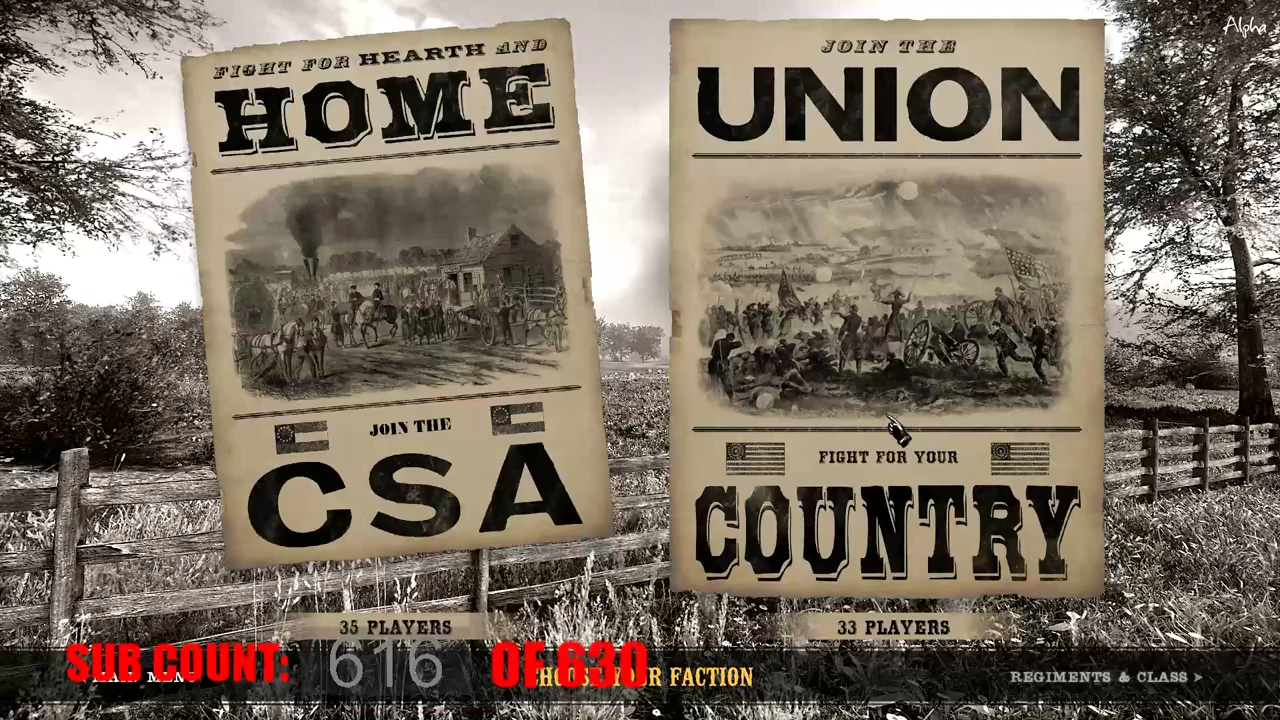 Alpha
FIGHT FOR HEARTH AND
HOME
JOIN THE
CSA
35 PLAYERS
JOIN THE
UNION
FIGHT FOR YOUR
COUNTRY
33 PLAYERS
SUB COUNT: 616 OF 630
FACTION
REGIMENTS & CLASS >